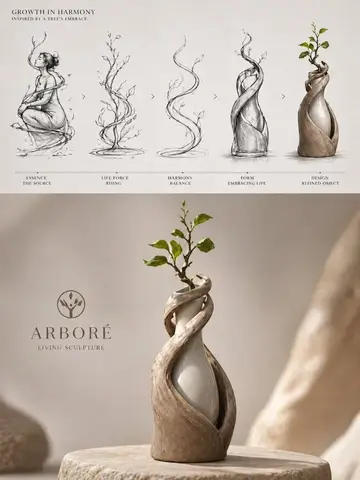 GROWTH IN HARMONY
INSPIRED BY A TREE'S EMBRACE
ESSENCE
THE SOURCE
LIFE FORCE
RISING
HARMONY
BALANCE
FORM
EMBRACING LIFE
DESIGN
REFINED OBJECT
ARBORÉ
LIVING SCULPTURE